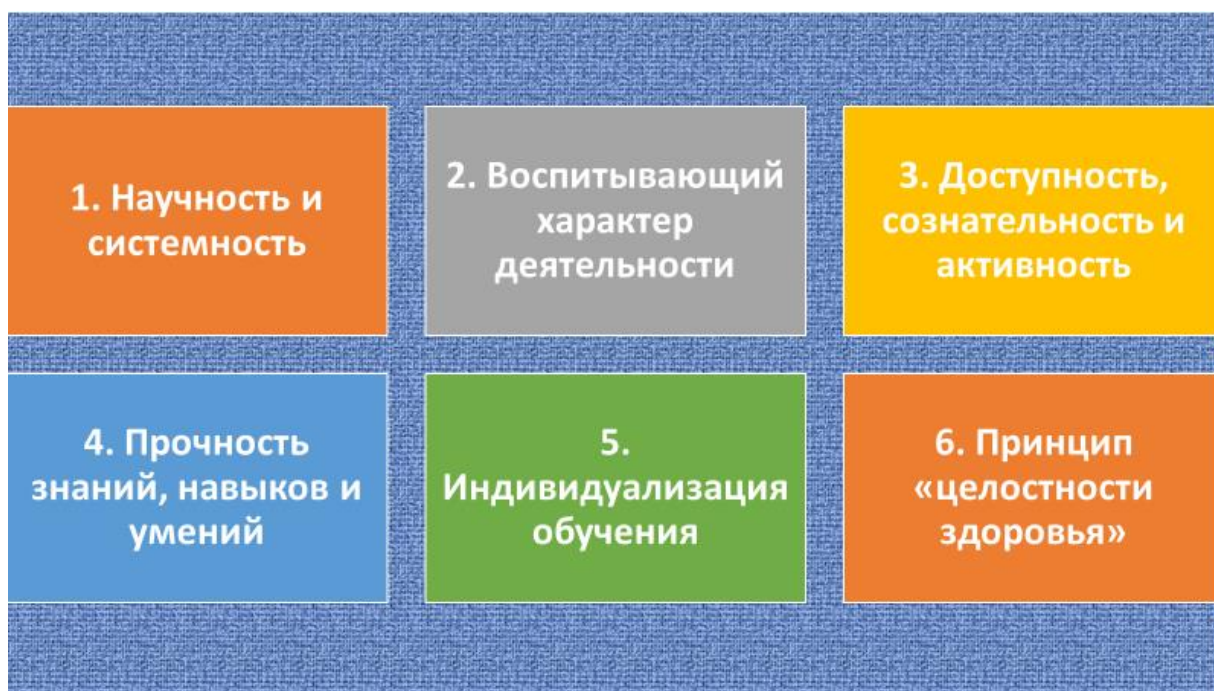 1. Научность и
системность
2. Воспитывающий
характер
деятельности
3. Доступность,
сознательность и
активность
4. Прочность
знаний, навыков и
умений
5.
Индивидуализация
обучения
6. Принцип
«целостности
здоровья»